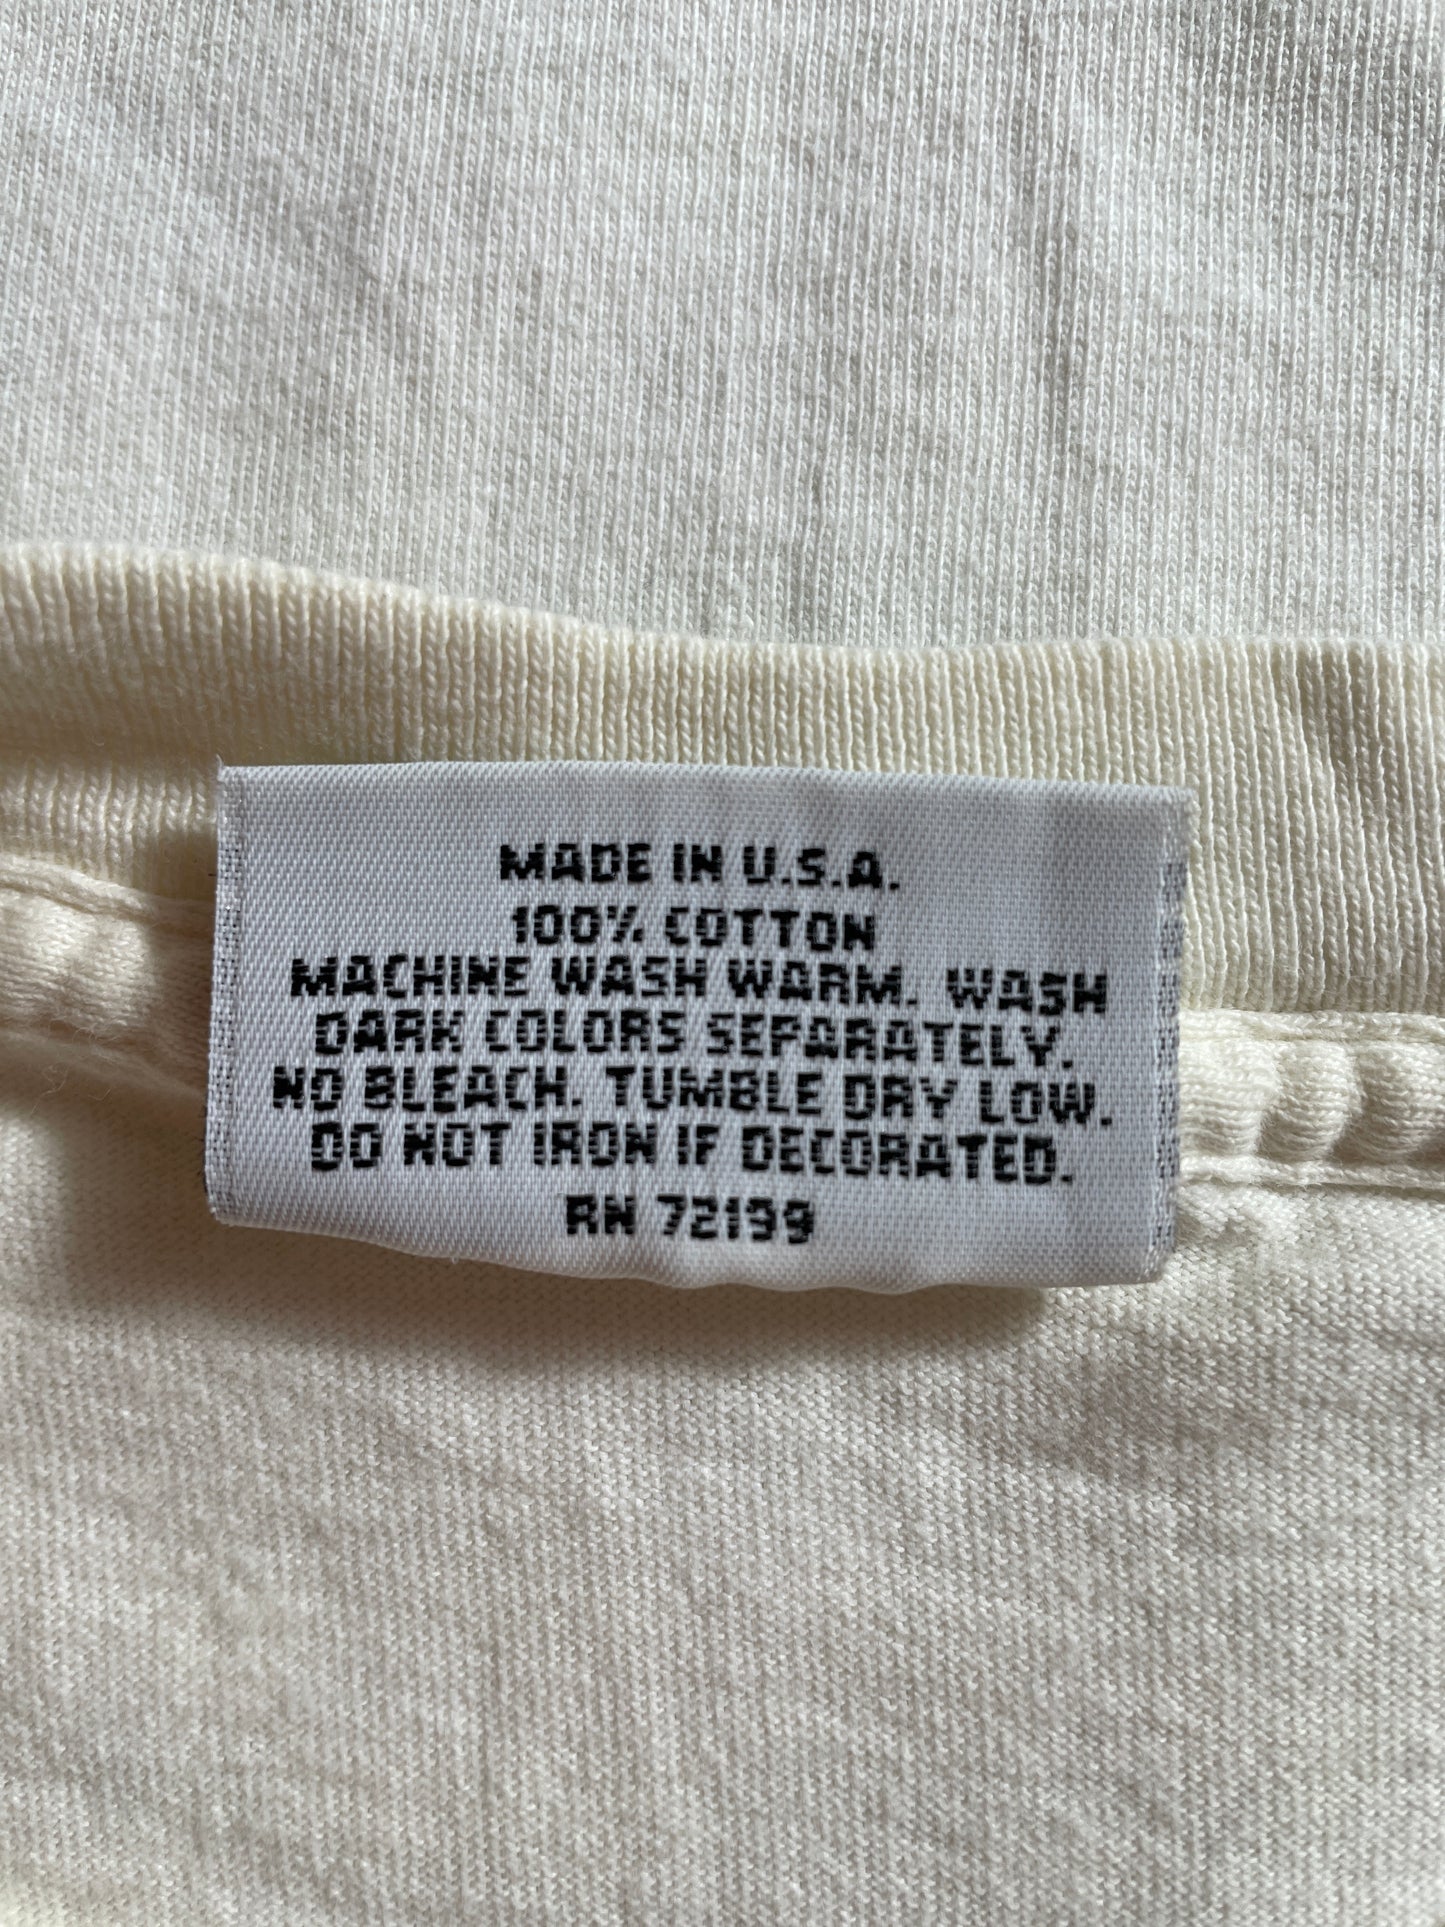 MADE IN U.S.A.
100% COTTON
MACHINE WASH WARM. WASH
DARK COLORS SEPARATELY.
NO BLEACH. TUMBLE DRY LOW.
DO NOT IRON IF DECORATED.
RN 72199